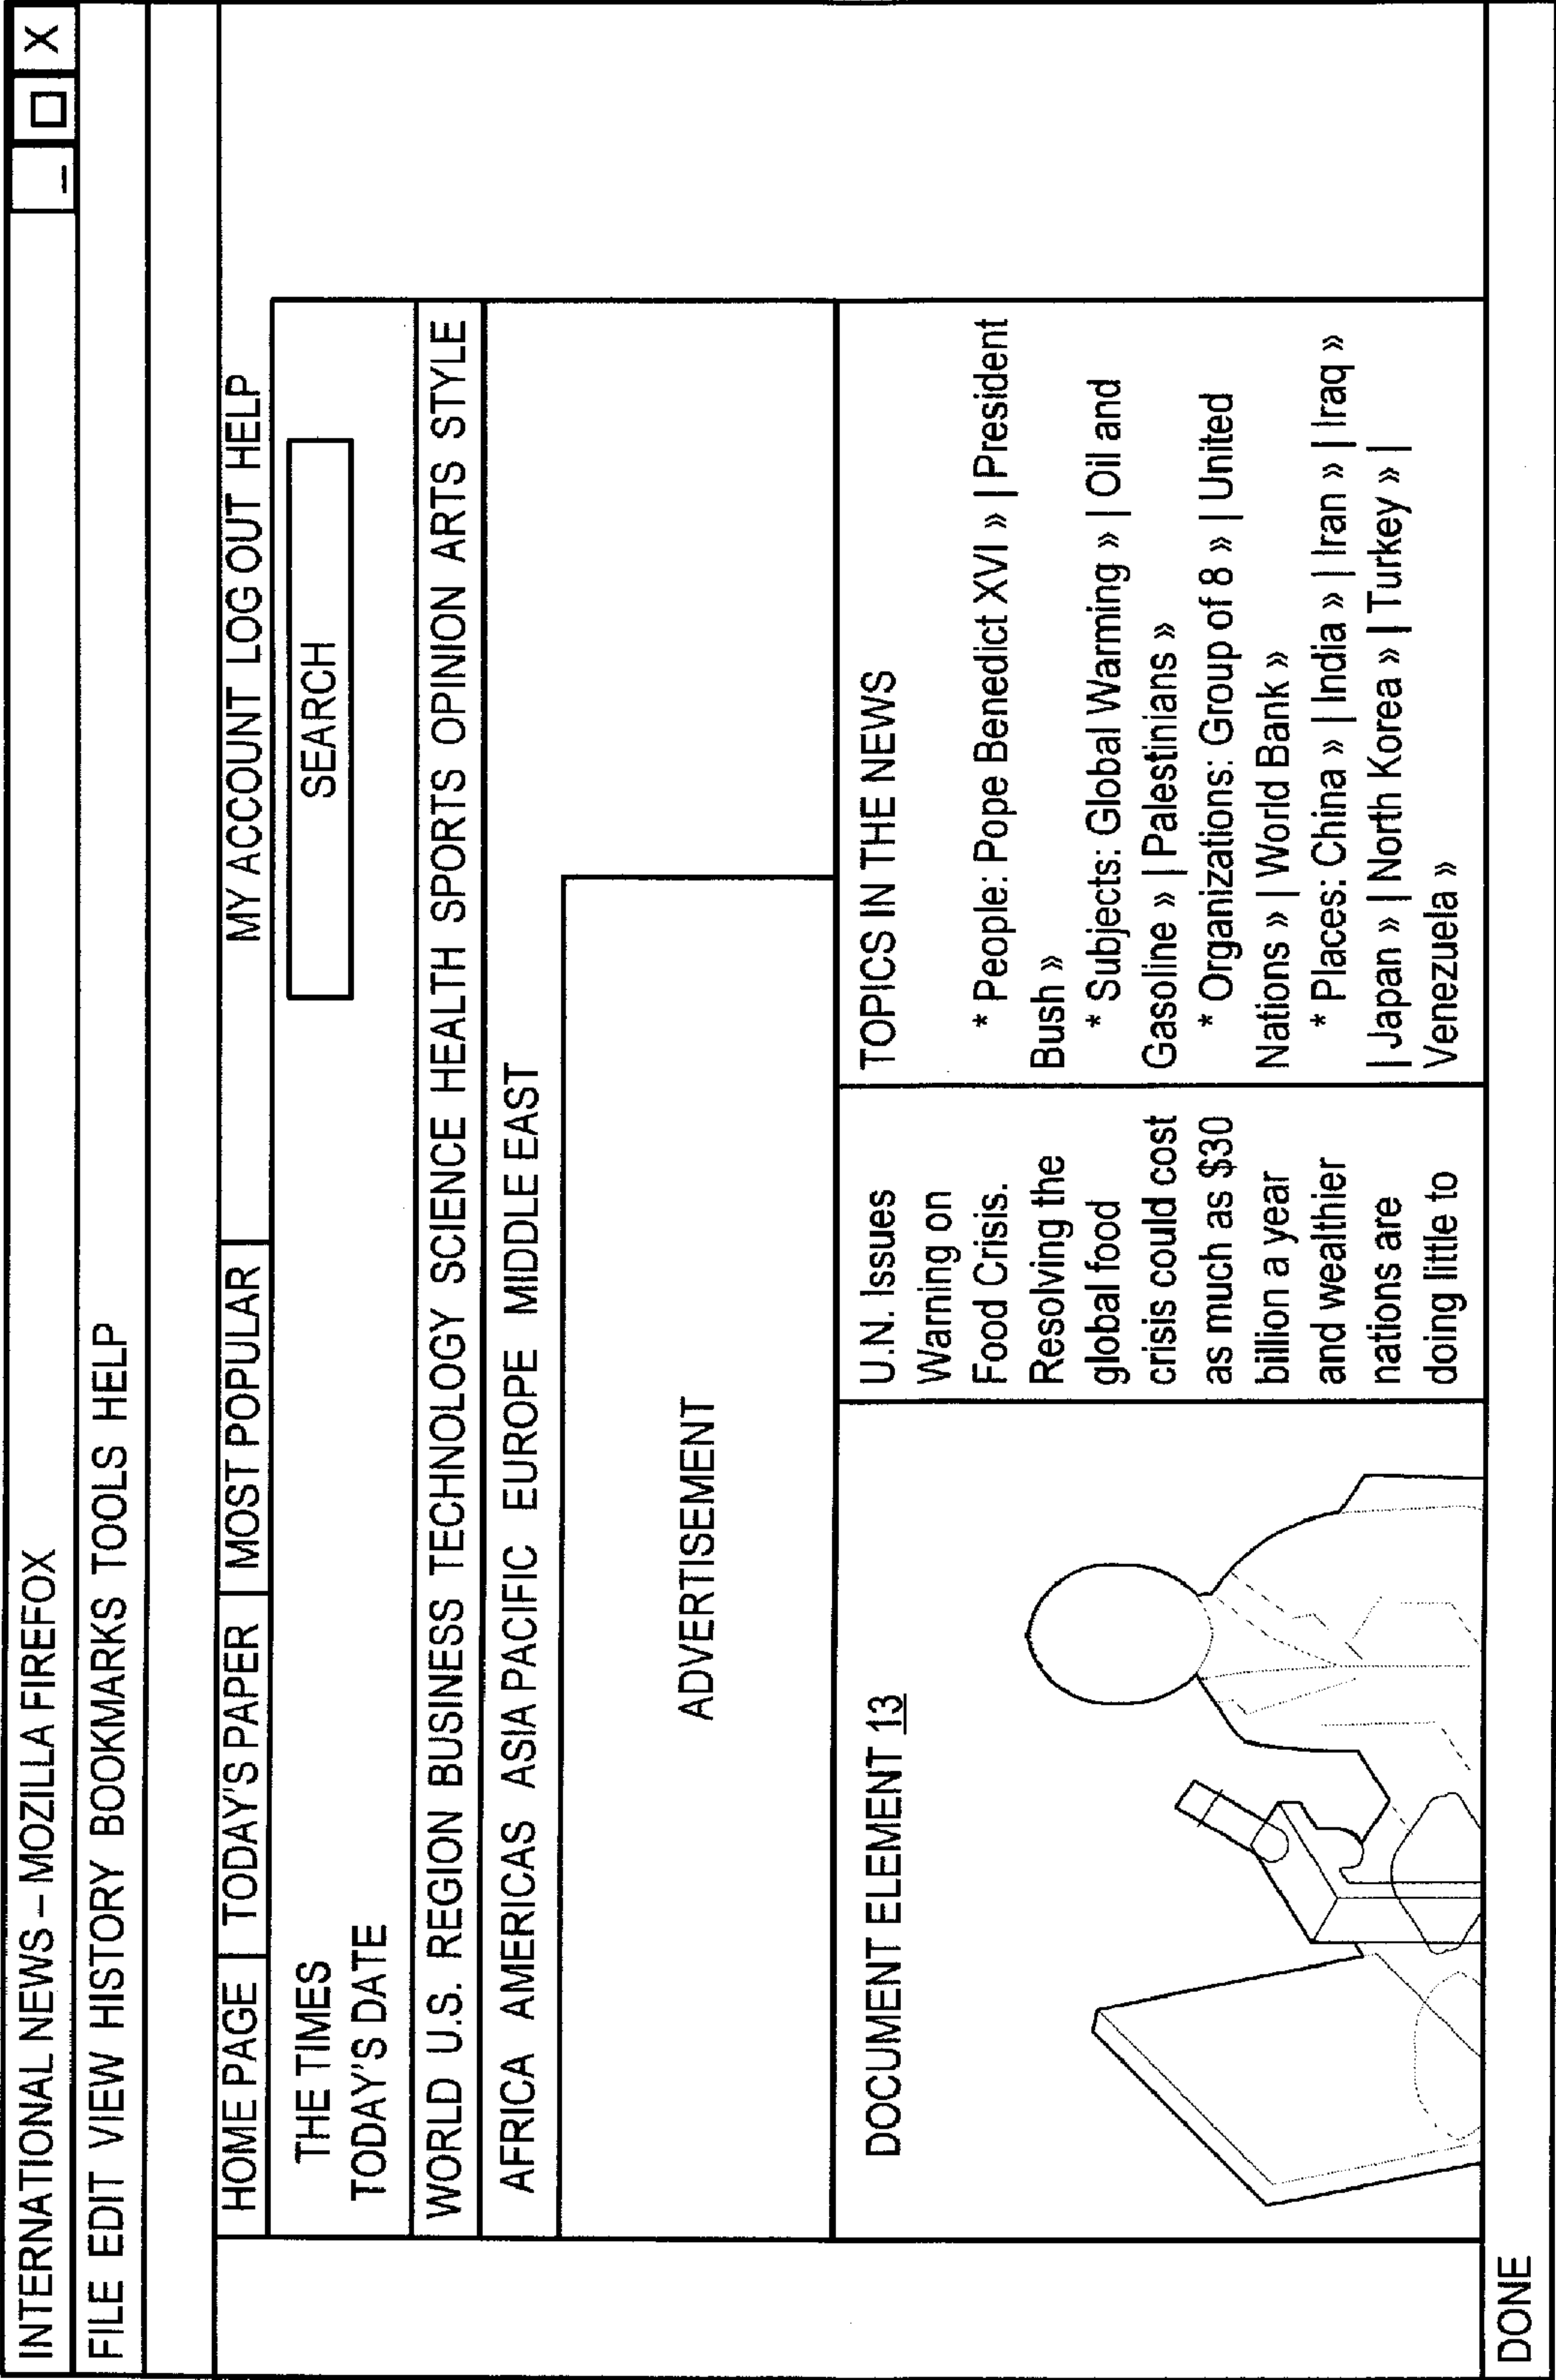 INTERNATIONAL NEWS – MOZILLA FIREFOX
_ □ X
FILE EDIT VIEW HISTORY BOOKMARKS TOOLS HELP
HOME PAGE | TODAY'S PAPER | MOST POPULAR
MY ACCOUNT LOG OUT HELP
THE TIMES
TODAY'S DATE
SEARCH
WORLD U.S. REGION BUSINESS TECHNOLOGY SCIENCE HEALTH SPORTS OPINION ARTS STYLE
AFRICA AMERICAS ASIA PACIFIC EUROPE MIDDLE EAST
ADVERTISEMENT
DOCUMENT ELEMENT 13
U.N. Issues
Warning on
Food Crisis.
Resolving the
global food
crisis could cost
as much as $30
billion a year
and wealthier
nations are
doing little to
TOPICS IN THE NEWS
* People: Pope Benedict XVI » | President
Bush »
* Subjects: Global Warming » | Oil and
Gasoline » | Palestinians »
* Organizations: Group of 8 » | United
Nations » | World Bank »
* Places: China » | India » | Iran » | Iraq »
| Japan » | North Korea » | Turkey » |
Venezuela »
DONE